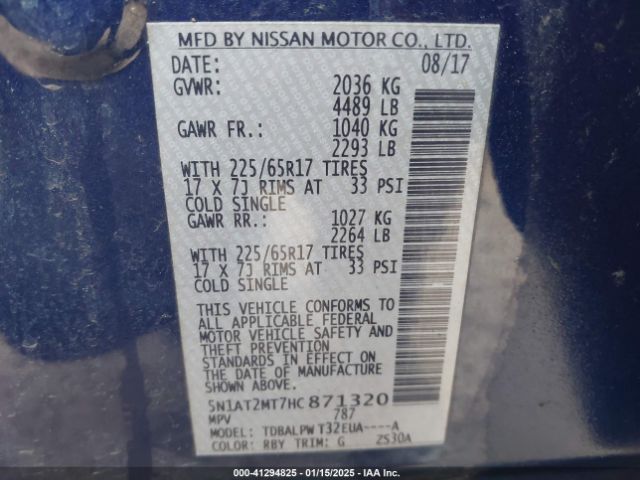 MFD BY NISSAN MOTOR CO., LTD.
DATE: 08/17
GVWR: 2036 KG
4489 LB
GAWR FR.: 1040 KG
2293 LB
WITH 225/65R17 TIRES
17 X 7J RIMS AT 33 PSI
COLD SINGLE
GAWR RR.: 1027 KG
2264 LB
WITH 225/65R17 TIRES
17 X 7J RIMS AT 33 PSI
COLD SINGLE
THIS VEHICLE CONFORMS TO
ALL APPLICABLE FEDERAL
MOTOR VEHICLE SAFETY AND
THEFT PREVENTION
STANDARDS IN EFFECT ON
THE DATE OF MANUFACTURE
SHOWN ABOVE.
5N1AT2MT7HC871320
MPV 787
MODEL: TDBALPW T32EUA----A
COLOR: RBY TRIM: G ZS30A
000-41294825 - 01/15/2025 - IAA